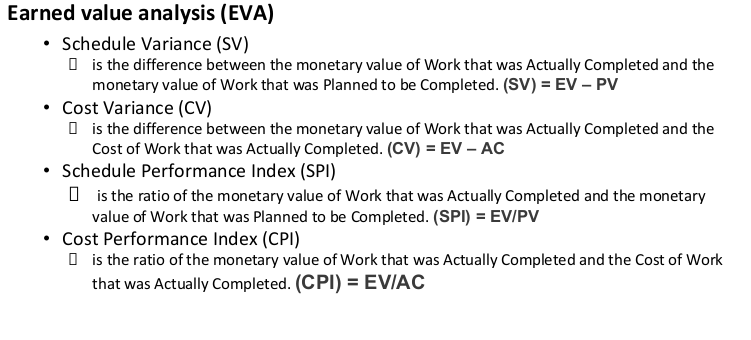 Earned value analysis (EVA)
• Schedule Variance (SV)
▯ is the difference between the monetary value of Work that was Actually Completed and the
monetary value of Work that was Planned to be Completed. (SV) = EV – PV
• Cost Variance (CV)
▯ is the difference between the monetary value of Work that was Actually Completed and the
Cost of Work that was Actually Completed. (CV) = EV – AC
• Schedule Performance Index (SPI)
▯ is the ratio of the monetary value of Work that was Actually Completed and the monetary
value of Work that was Planned to be Completed. (SPI) = EV/PV
• Cost Performance Index (CPI)
▯ is the ratio of the monetary value of Work that was Actually Completed and the Cost of Work
that was Actually Completed. (CPI) = EV/AC